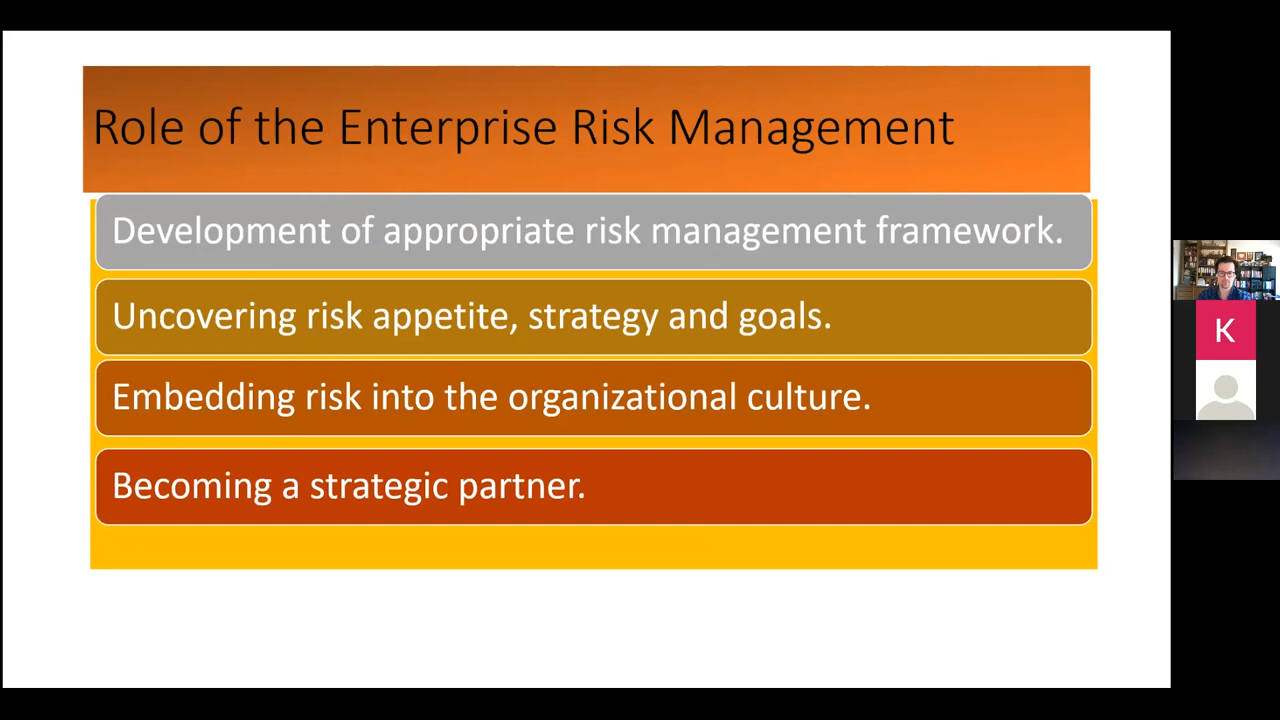 Role of the Enterprise Risk Management
Development of appropriate risk management framework.
Uncovering risk appetite, strategy and goals.
Embedding risk into the organizational culture.
Becoming a strategic partner.
K